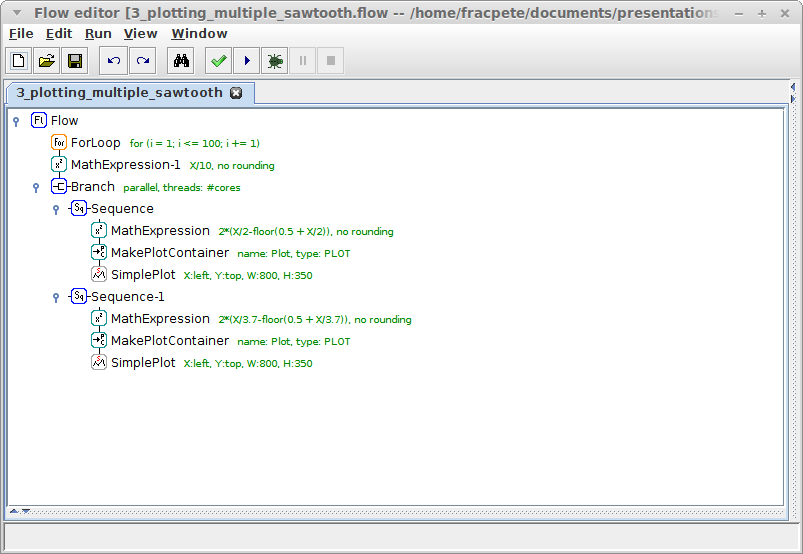 Flow editor [3_plotting_multiple_sawtooth.flow -- /home/fracpete/documents/presentations
File Edit Run View Window
3_plotting_multiple_sawtooth
Flow
ForLoop for (i = 1; i <= 100; i += 1)
MathExpression-1 X/10, no rounding
Branch parallel, threads: #cores
Sequence
MathExpression 2*(X/2-floor(0.5 + X/2)), no rounding
MakePlotContainer name: Plot, type: PLOT
SimplePlot X:left, Y:top, W:800, H:350
Sequence-1
MathExpression 2*(X/3.7-floor(0.5 + X/3.7)), no rounding
MakePlotContainer name: Plot, type: PLOT
SimplePlot X:left, Y:top, W:800, H:350